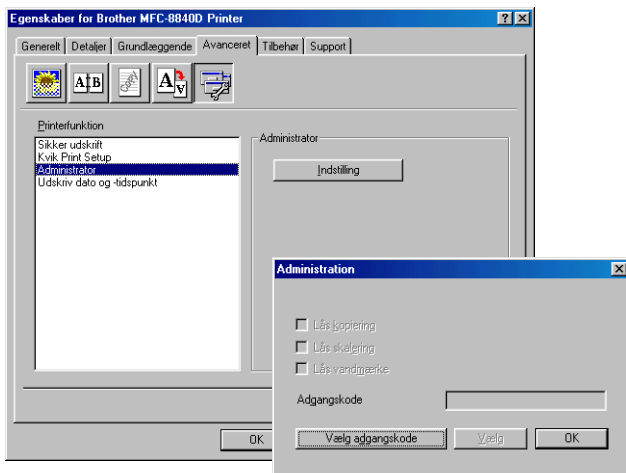 Egenskaber for Brother MFC-8840D Printer
Generelt Detaljer Grundlæggende Avanceret Tilbehør Support
A B
A A
Printerfunktion
Sikker udskrift
Kvik Print Setup
Administrator
Udskriv dato og -tidspunkt
Administrator
Indstilling
OK
Administration
Lås kopiering
Lås skalering
Lås vandmærke
Adgangskode
Vælg adgangskode Vælg OK